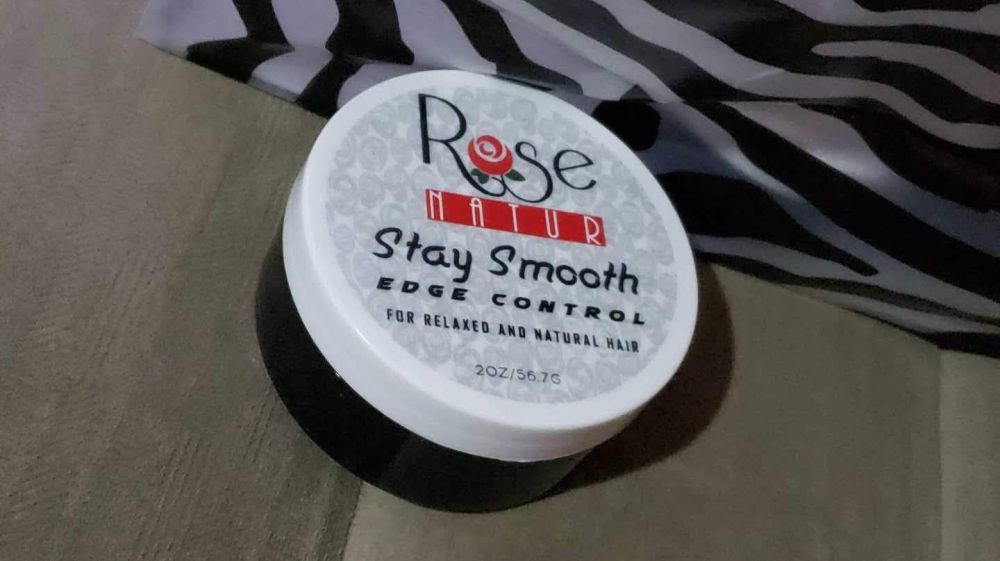 Rose
NATUR
Stay Smooth
EDGE CONTROL
FOR RELAXED AND NATURAL HAIR
2OZ/56.7G